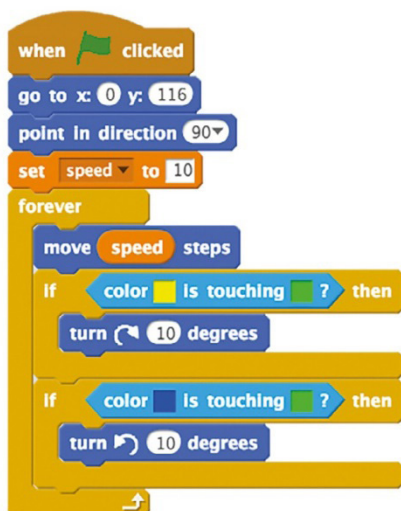 when clicked
go to x: 0 y: 116
point in direction 90
set speed to 10
forever
move speed steps
if color is touching ? then
turn 10 degrees
if color is touching ? then
turn 10 degrees